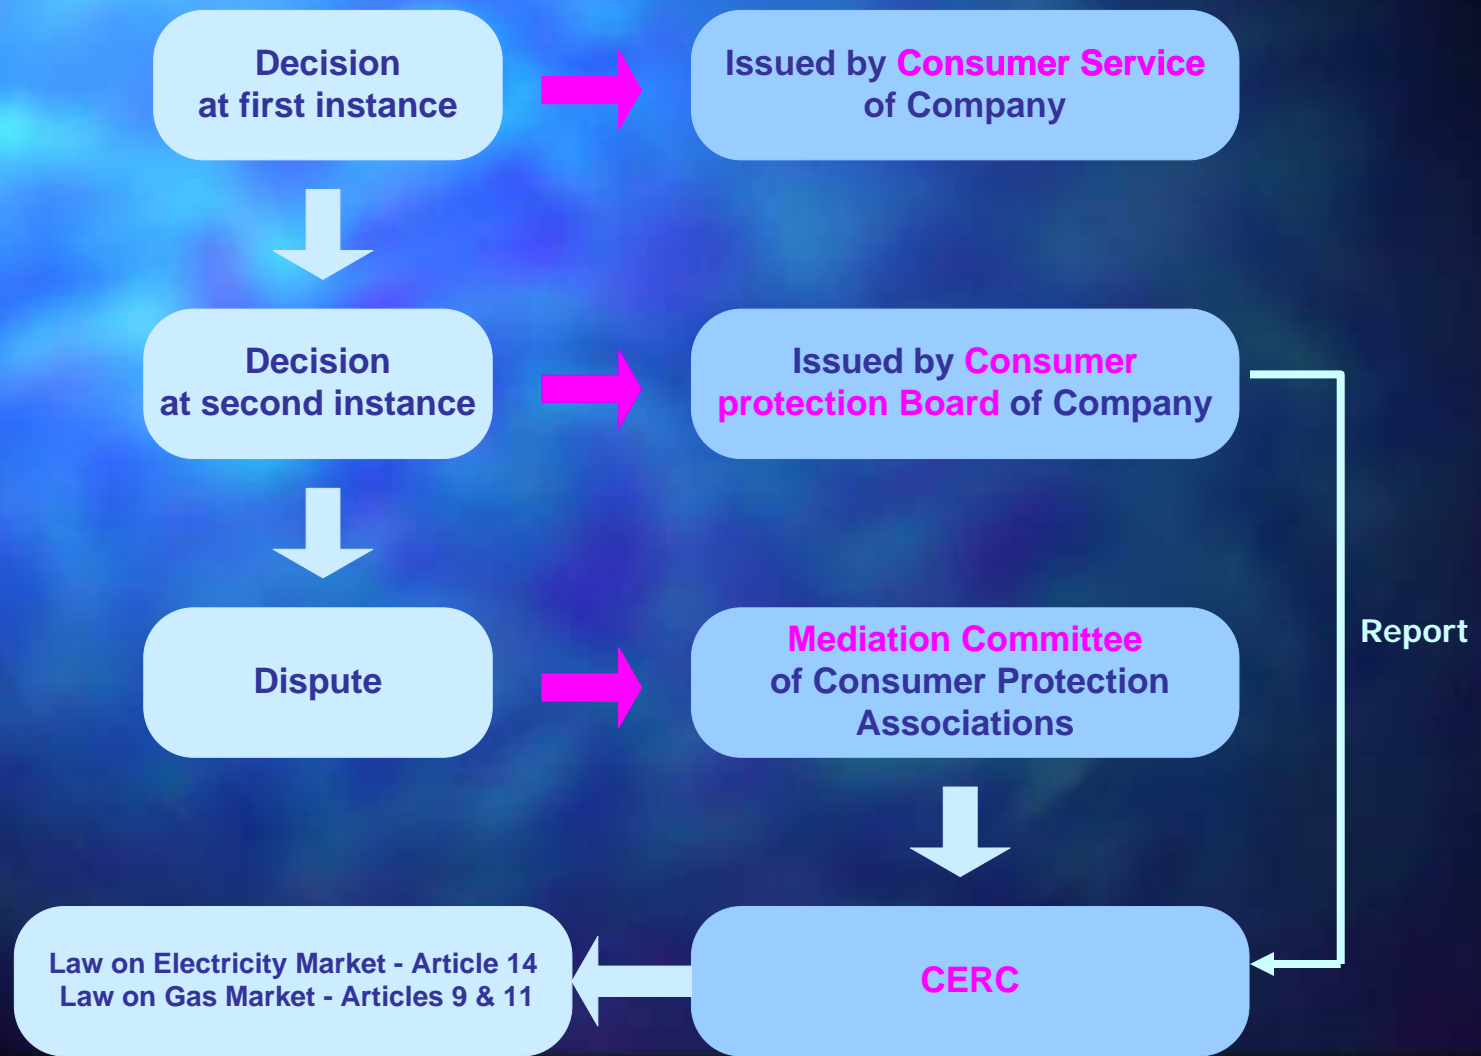 Decision
at first instance
Issued by Consumer Service
of Company
Decision
at second instance
Issued by Consumer
protection Board of Company
Dispute
Mediation Committee
of Consumer Protection
Associations
Report
Law on Electricity Market - Article 14
Law on Gas Market - Articles 9 & 11
CERC